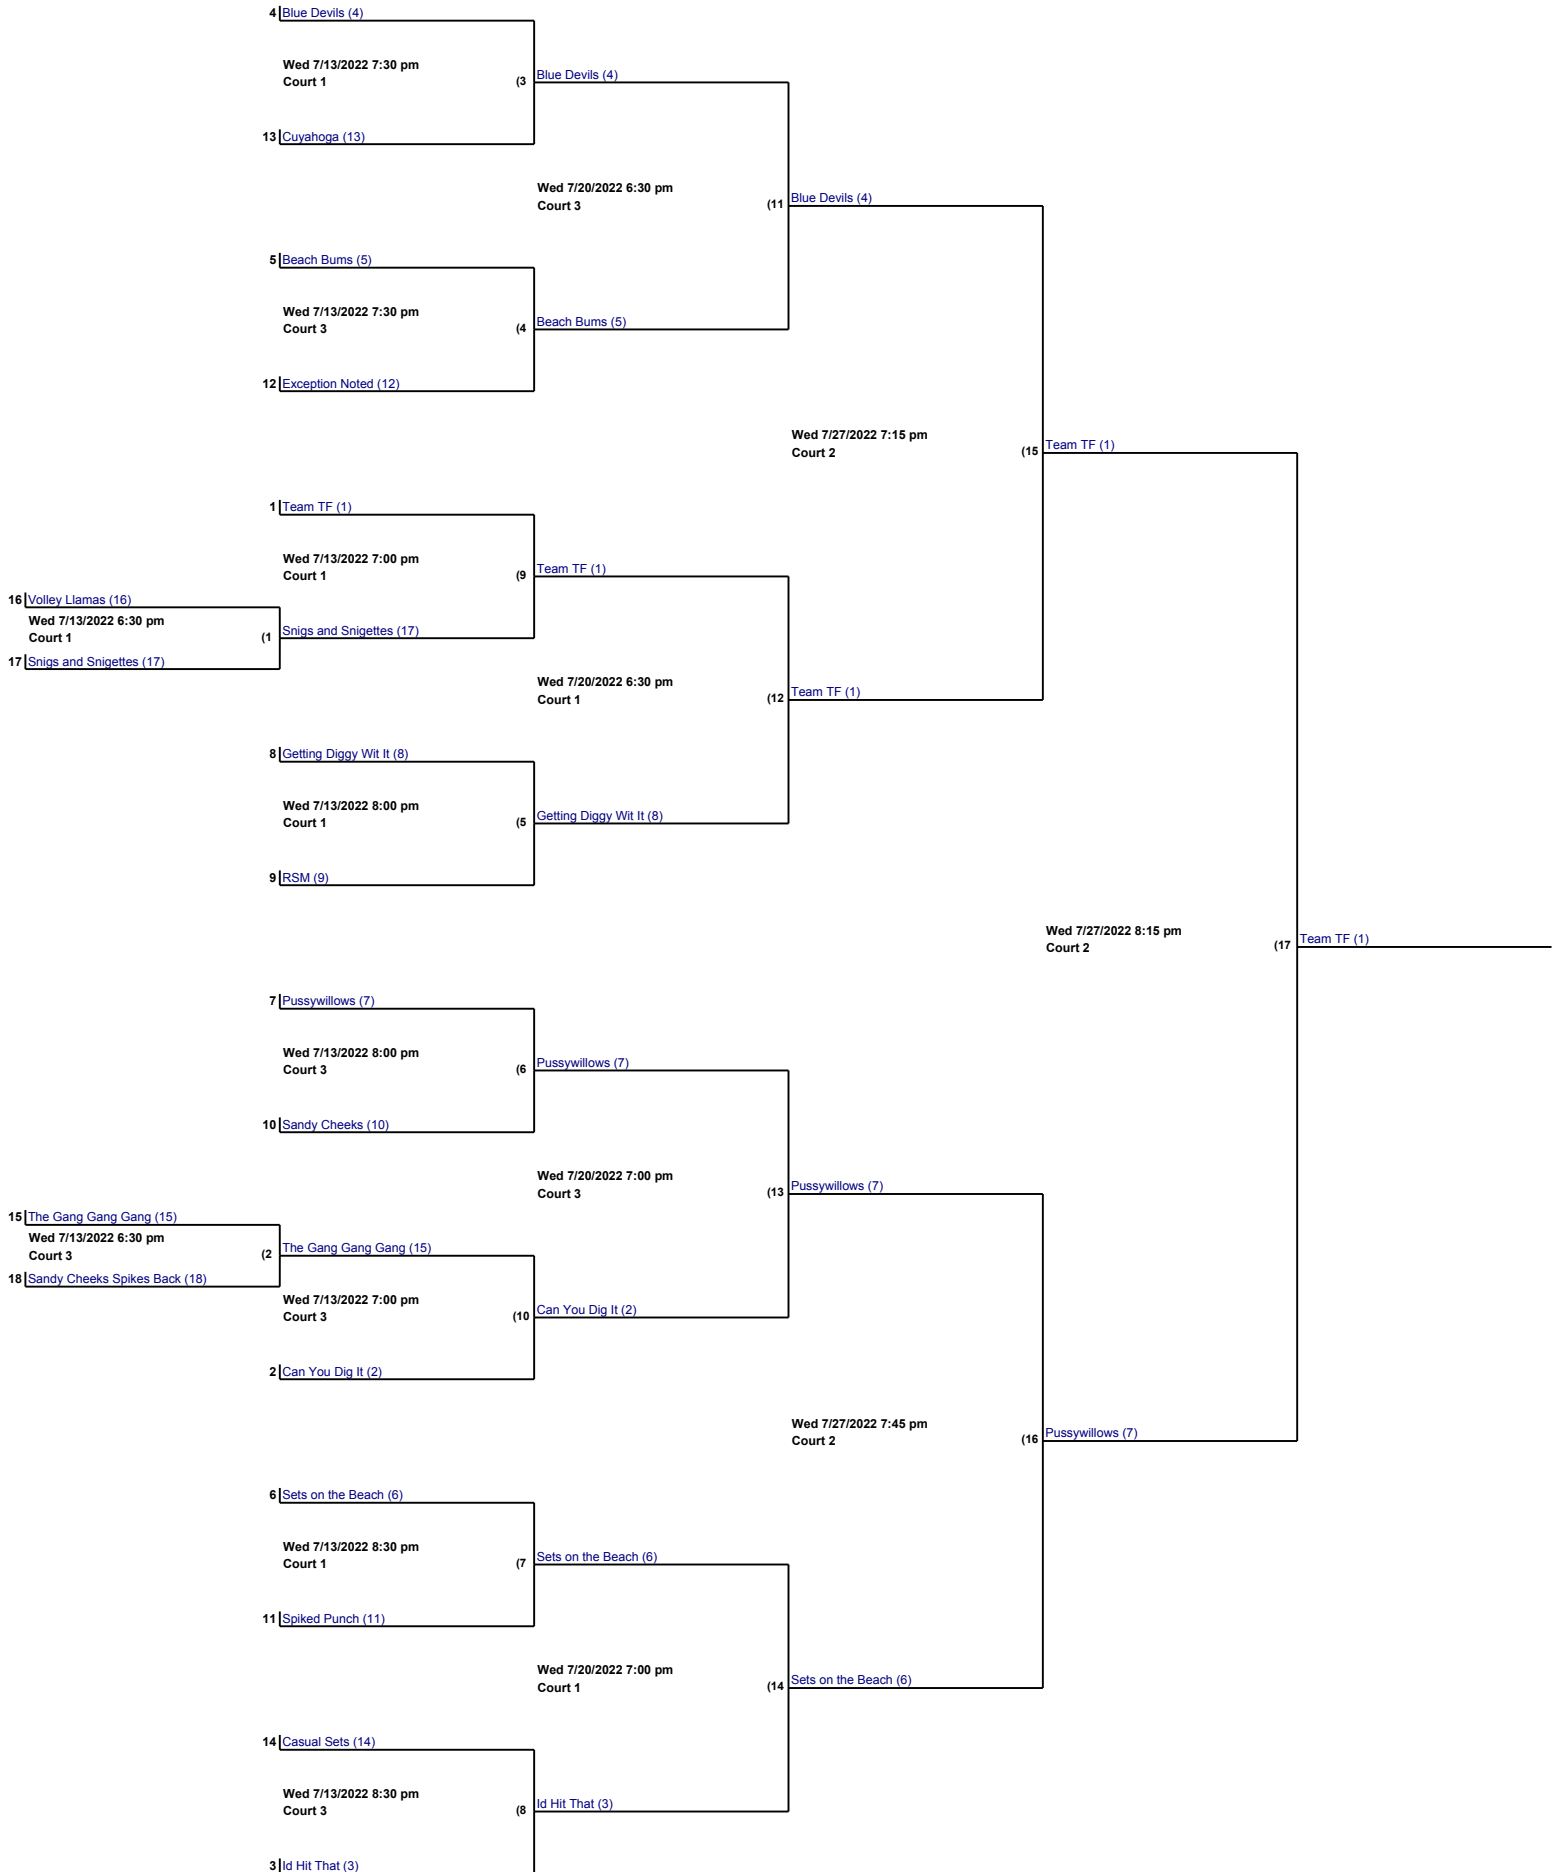 4 Blue Devils (4)
Wed 7/13/2022 7:30 pm
Court 1
(3 Blue Devils (4)
13 Cuyahoga (13)
Wed 7/20/2022 6:30 pm
Court 3
(11 Blue Devils (4)
5 Beach Bums (5)
Wed 7/13/2022 7:30 pm
Court 3
(4 Beach Bums (5)
12 Exception Noted (12)
Wed 7/27/2022 7:15 pm
Court 2
(15 Team TF (1)
1 Team TF (1)
Wed 7/13/2022 7:00 pm
Court 1
(9 Team TF (1)
16 Volley Llamas (16)
Wed 7/13/2022 6:30 pm
Court 1
(1 Snigs and Snigettes (17)
17 Snigs and Snigettes (17)
Wed 7/20/2022 6:30 pm
Court 1
(12 Team TF (1)
8 Getting Diggy Wit It (8)
Wed 7/13/2022 8:00 pm
Court 1
(5 Getting Diggy Wit It (8)
9 RSM (9)
Wed 7/27/2022 8:15 pm
Court 2
(17 Team TF (1)
7 Pussywillows (7)
Wed 7/13/2022 8:00 pm
Court 3
(6 Pussywillows (7)
10 Sandy Cheeks (10)
Wed 7/20/2022 7:00 pm
Court 3
(13 Pussywillows (7)
15 The Gang Gang Gang (15)
Wed 7/13/2022 6:30 pm
Court 3
(2 The Gang Gang Gang (15)
18 Sandy Cheeks Spikes Back (18)
Wed 7/13/2022 7:00 pm
Court 3
(10 Can You Dig It (2)
2 Can You Dig It (2)
Wed 7/27/2022 7:45 pm
Court 2
(16 Pussywillows (7)
6 Sets on the Beach (6)
Wed 7/13/2022 8:30 pm
Court 1
(7 Sets on the Beach (6)
11 Spiked Punch (11)
Wed 7/20/2022 7:00 pm
Court 1
(14 Sets on the Beach (6)
14 Casual Sets (14)
Wed 7/13/2022 8:30 pm
Court 3
(8 Id Hit That (3)
3 Id Hit That (3)